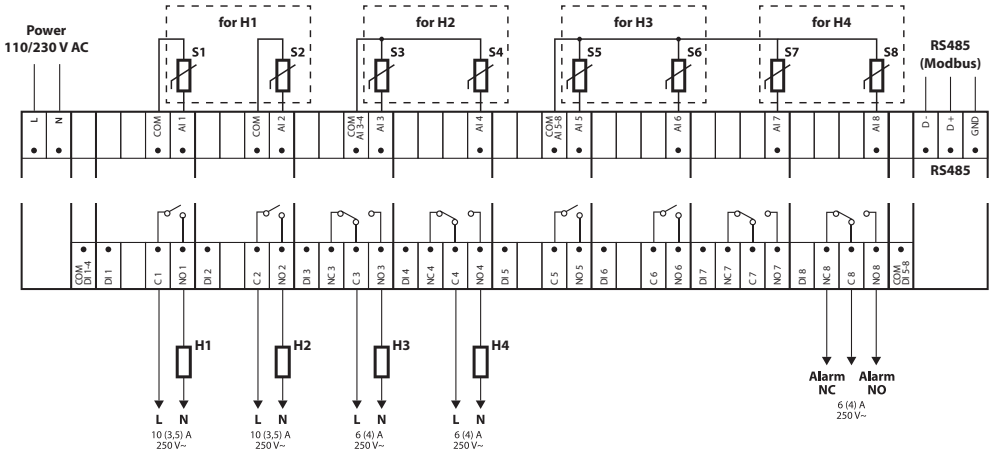 Power
110/230 V AC
for H1
for H2
for H3
for H4
S1
S2
S3
S4
S5
S6
S7
S8
RS485
(Modbus)
L
N
COM
AI 1
COM
AI 2
COM
AI 3-4
AI 3
AI 4
COM
AI 5-8
AI 5
AI 6
AI 7
AI 8
D -
D +
GND
RS485
COM
DI 1-4
DI 1
C 1
NO 1
DI 2
C 2
NO 2
DI 3
NC 3
C 3
NO 3
DI 4
NC 4
C 4
NO 4
DI 5
C 5
NO 5
DI 6
C 6
NO 6
DI 7
NC 7
C 7
NO 7
DI 8
NC 8
C 8
NO 8
COM
DI 5-8
H1
H2
H3
H4
L N
10 (3,5) A
250 V~
L N
10 (3,5) A
250 V~
L N
6 (4) A
250 V~
L N
6 (4) A
250 V~
Alarm
NC
Alarm
NO
6 (4) A
250 V~